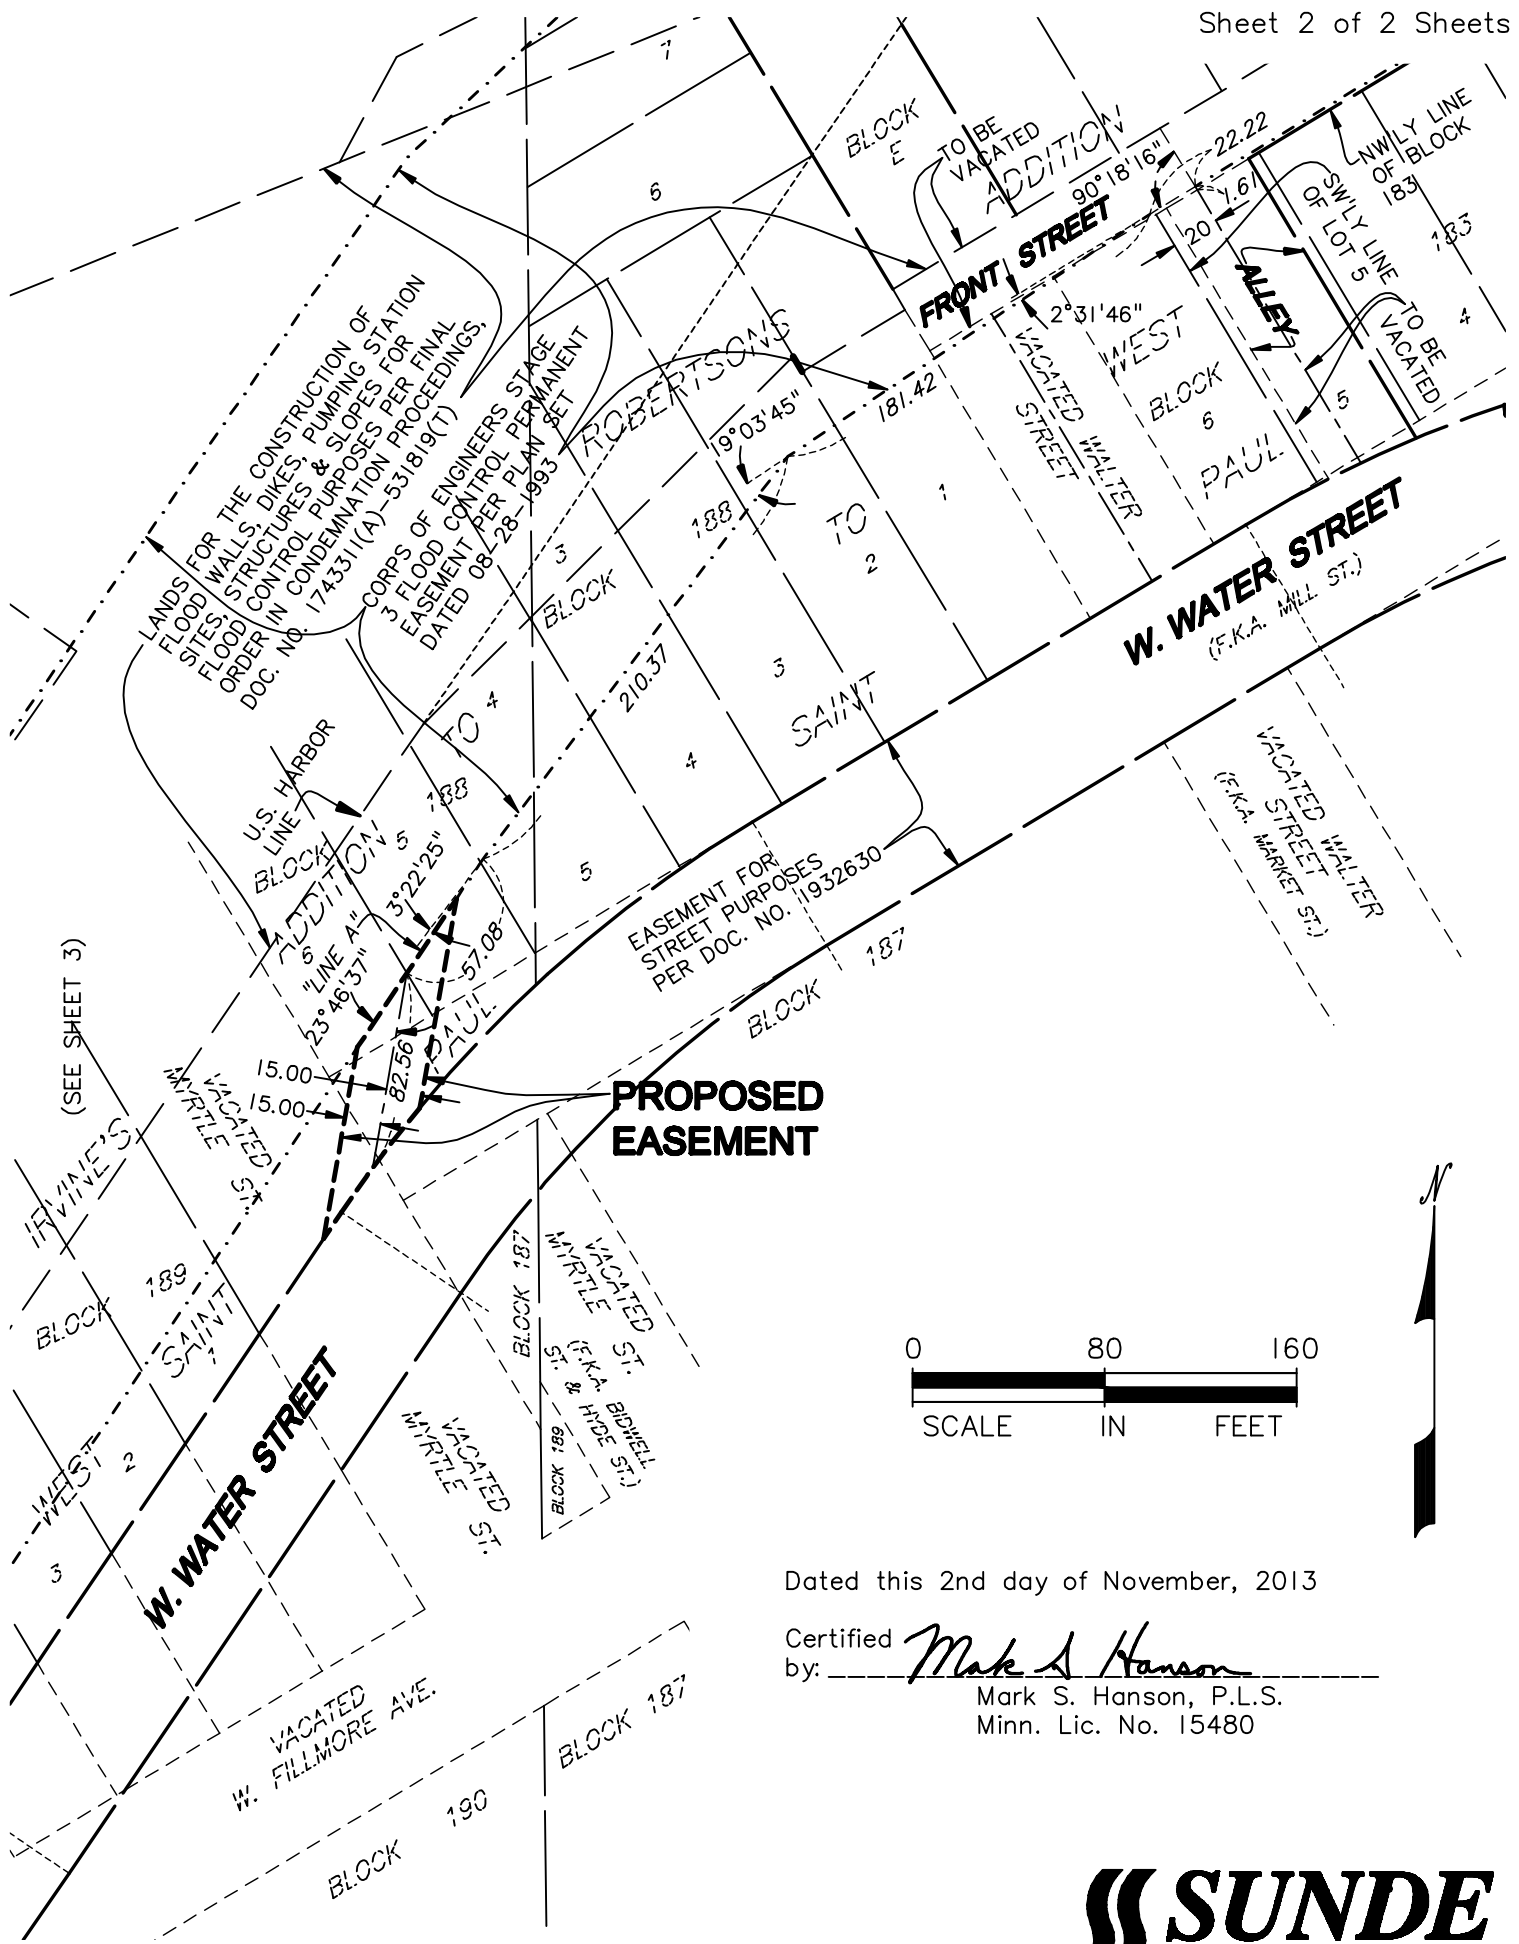 Sheet 2 of 2 Sheets
7
BLOCK
E
TO BE
VACATED
ADDITION
90°18'16"
22.22
NW'LY LINE
OF BLOCK
183
6
FRONT STREET
7.61
20
SW'LY LINE
OF LOT 5
183
4
ALLEY
2°31'46"
TO BE
VACATED
LANDS FOR THE CONSTRUCTION OF
FLOOD WALLS, DIKES, PUMPING STATION
SITES, STRUCTURES & SLOPES FOR
FLOOD CONTROL PURPOSES PER FINAL
ORDER IN CONDEMNATION PROCEEDINGS,
DOC. NO. 1743311(A)-531819(T)
CORPS OF ENGINEERS STAGE
3 FLOOD CONTROL PERMANENT
EASEMENT PER PLAN SET
DATED 08-28-1993
ROBERTSONS
9°03'45"
181.42
VACATED WALTER
STREET
WEST
BLOCK
6
PAUL
5
188
TO
1
2
3
BLOCK
W. WATER STREET
(F.K.A. MILL ST.)
210.37
3
SAINT
4
TO
4
U.S. HARBOR
LINE
188
5
BLOCK
ADDITION
6
3°22'25"
5
"LINE A"
23°46'37"
57.08
EASEMENT FOR
STREET PURPOSES
PER DOC. NO. 1932630
187
BLOCK
VACATED WALTER
STREET
(F.K.A. MARKET ST.)
(SEE SHEET 3)
PAUL
82.56
15.00
15.00
PROPOSED
EASEMENT
VACATED
MYRTLE ST.
IRVINE'S
BLOCK 189
SAINT
1
BLOCK 187
VACATED ST.
MYRTLE
(F.K.A. BIDWELL
ST. & HYDE ST.)
BLOCK 189
VACATED
MYRTLE ST.
0 80 160
SCALE IN FEET
N
WEST
2
3
W. WATER STREET
Dated this 2nd day of November, 2013
Certified
by: Mark S Hanson
Mark S. Hanson, P.L.S.
Minn. Lic. No. 15480
VACATED
W. FILLMORE AVE.
BLOCK 187
BLOCK 190
SUNDE